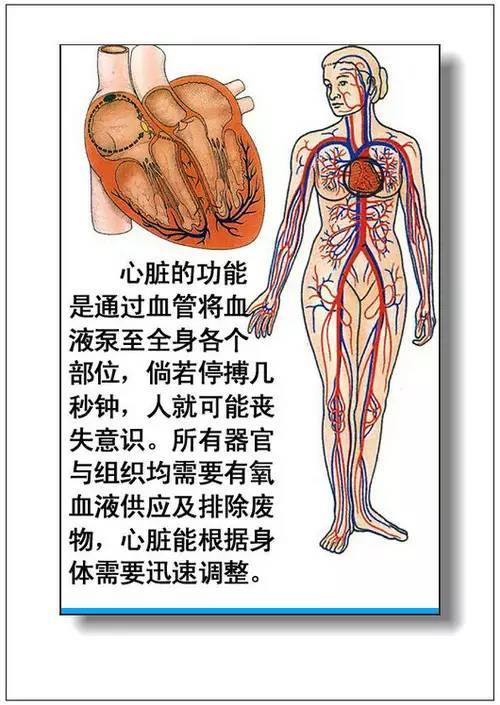 心脏的功能
是通过血管将血
液泵至全身各个
部位，倘若停搏几
秒钟，人就可能丧
失意识。所有器官
与组织均需要有氧
血液供应及排除废
物，心脏能根据身
体需要迅速调整。